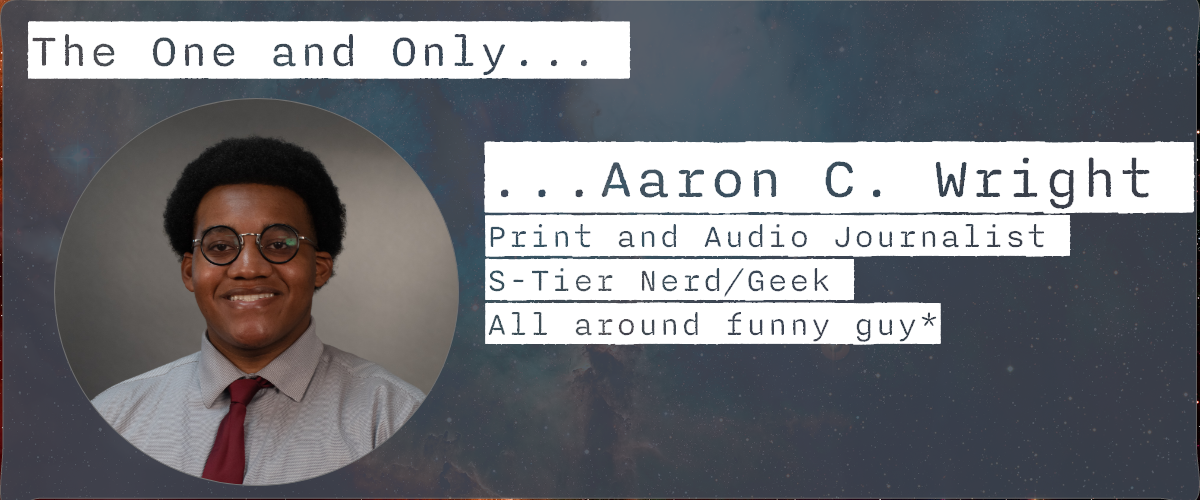 The One and Only...
...Aaron C. Wright
Print and Audio Journalist
S-Tier Nerd/Geek
All around funny guy*